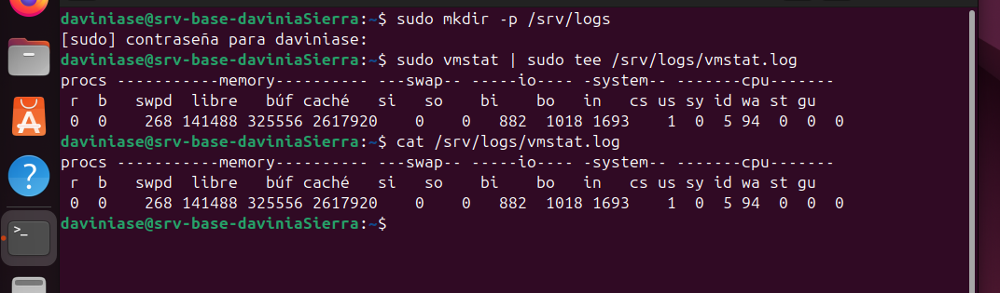 daviniase@srv-base-daviniaSierra:~$ sudo mkdir -p /srv/logs
[sudo] contraseña para daviniase:
daviniase@srv-base-daviniaSierra:~$ sudo vmstat | sudo tee /srv/logs/vmstat.log
procs -----------memory---------- ---swap-- -----io---- -system-- -------cpu-------
 r  b   swpd  libre   búf caché   si   so    bi    bo   in   cs us sy id wa st gu
 0  0    268 141488 325556 2617920    0    0   882  1018 1693    1  0  5 94  0  0  0
daviniase@srv-base-daviniaSierra:~$ cat /srv/logs/vmstat.log
procs -----------memory---------- ---swap-- -----io---- -system-- -------cpu-------
 r  b   swpd  libre   búf caché   si   so    bi    bo   in   cs us sy id wa st gu
 0  0    268 141488 325556 2617920    0    0   882  1018 1693    1  0  5 94  0  0  0
daviniase@srv-base-daviniaSierra:~$